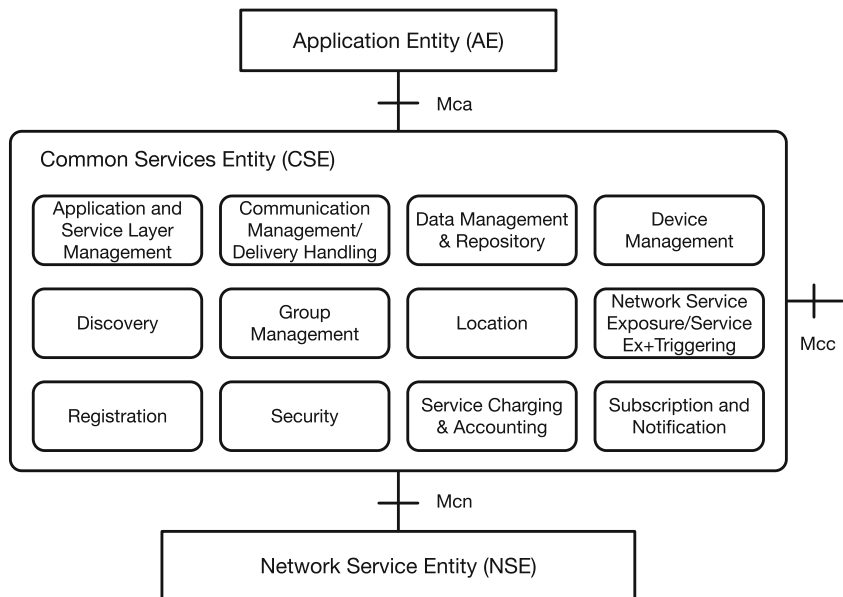 Application Entity (AE)
Mca
Common Services Entity (CSE)
Application and
Service Layer
Management
Communication
Management/
Delivery Handling
Data Management
& Repository
Device
Management
Discovery
Group
Management
Location
Network Service
Exposure/Service
Ex+Triggering
Mcc
Registration
Security
Service Charging
& Accounting
Subscription and
Notification
Mcn
Network Service Entity (NSE)